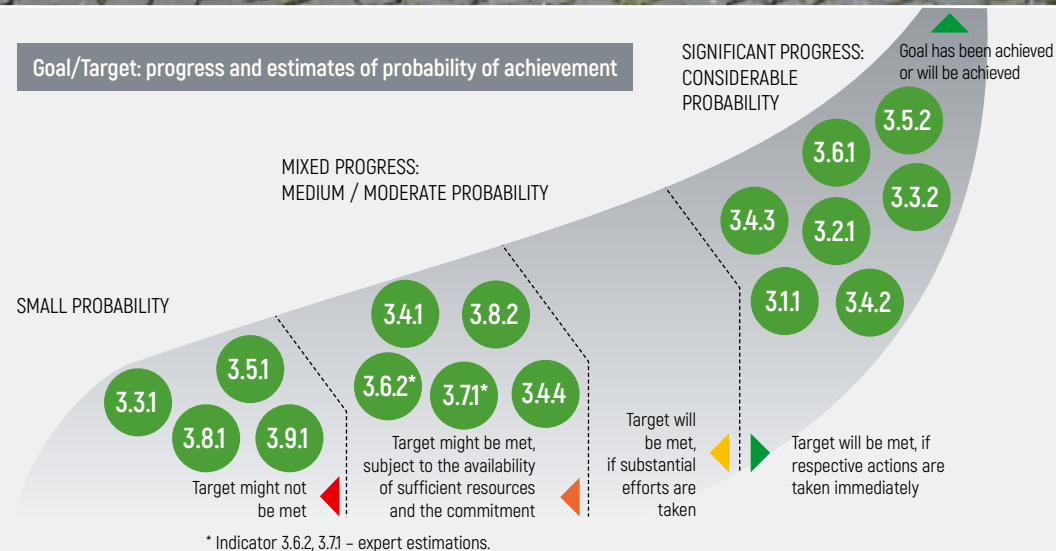 Goal/Target: progress and estimates of probability of achievement
SIGNIFICANT PROGRESS:
CONSIDERABLE
PROBABILITY
Goal has been achieved
or will be achieved
3.5.2
3.6.1
3.3.2
3.4.3
3.2.1
3.1.1
3.4.2
MIXED PROGRESS:
MEDIUM / MODERATE PROBABILITY
3.4.1
3.8.2
3.6.2*
3.7.1*
3.4.4
SMALL PROBABILITY
3.5.1
3.3.1
3.8.1
3.9.1
Target might not
be met
Target might be met,
subject to the availability
of sufficient resources
and the commitment
Target will
be met,
if substantial
efforts are
taken
Target will be met, if
respective actions are
taken immediately
* Indicator 3.6.2, 3.7.1 – expert estimations.